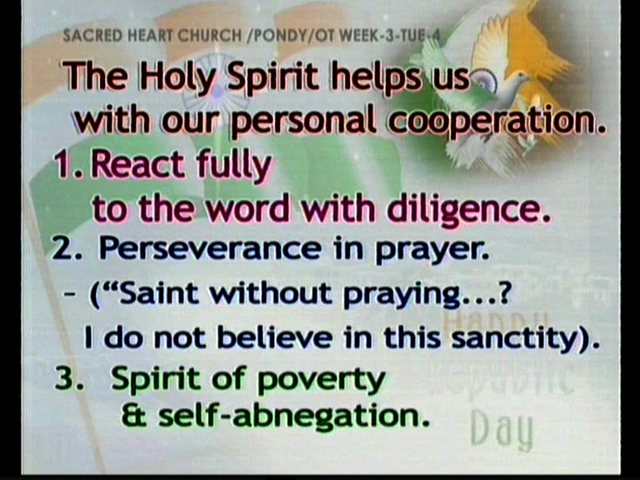 SACRED HEART CHURCH /PONDY/OT WEEK-3-TUE-4
The Holy Spirit helps us
with our personal cooperation.
1. React fully
to the word with diligence.
2. Perseverance in prayer.
- (“Saint without praying...?
I do not believe in this sanctity).
3. Spirit of poverty
& self-abnegation.
Happy
Republic
Day